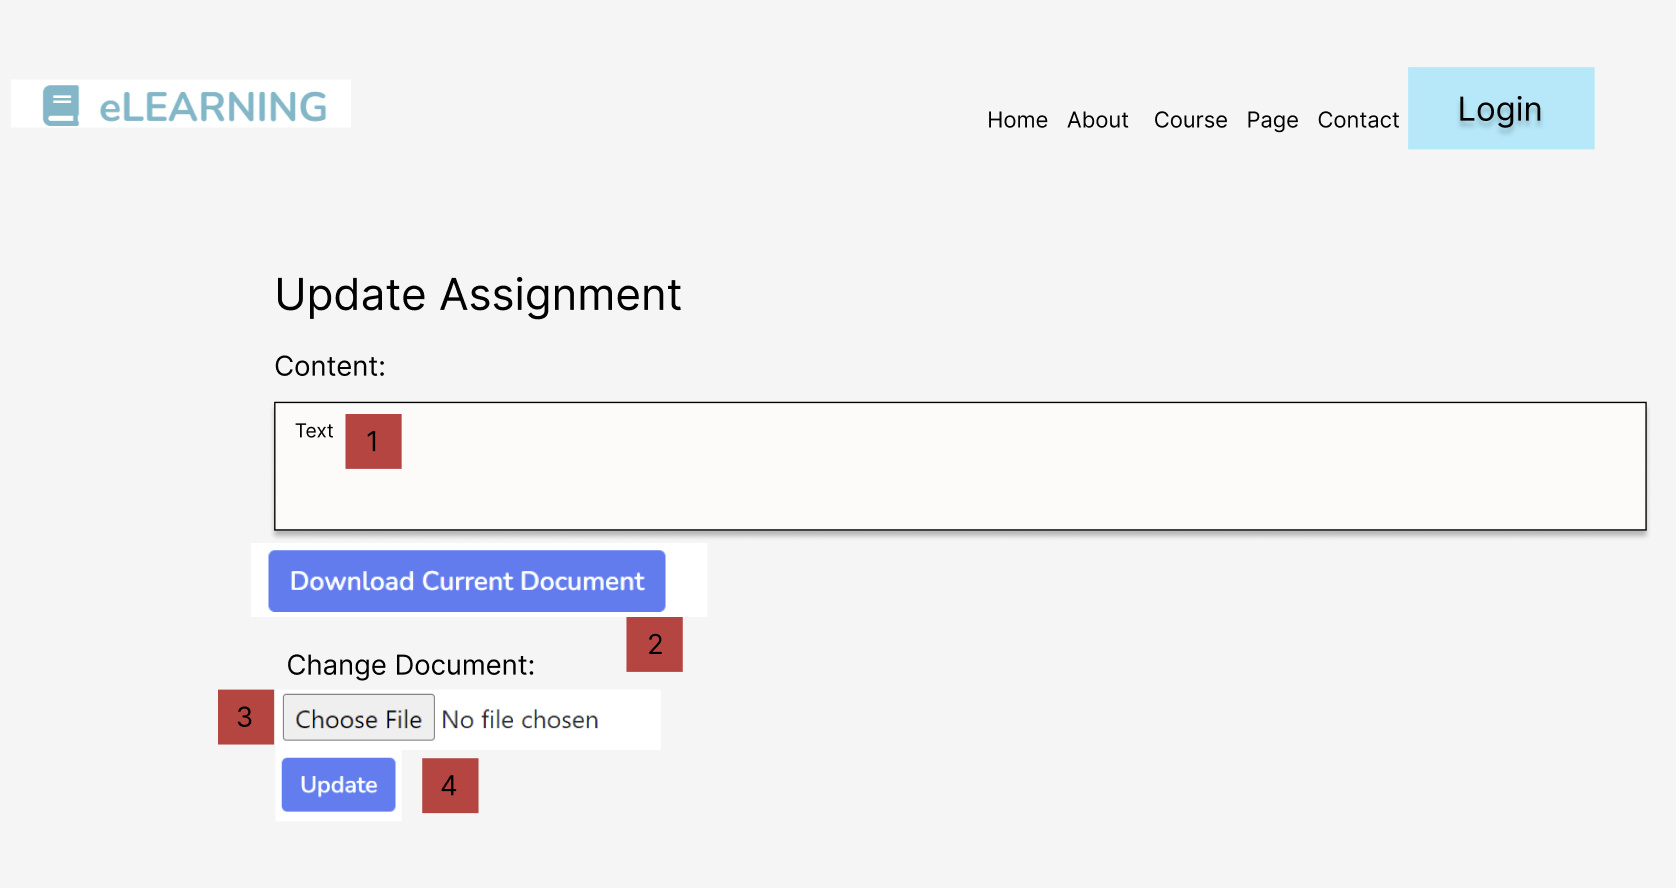 eLEARNING
Home About Course Page Contact Login
Update Assignment
Content:
Text 1
Download Current Document
2
Change Document:
3 Choose File No file chosen
Update 4